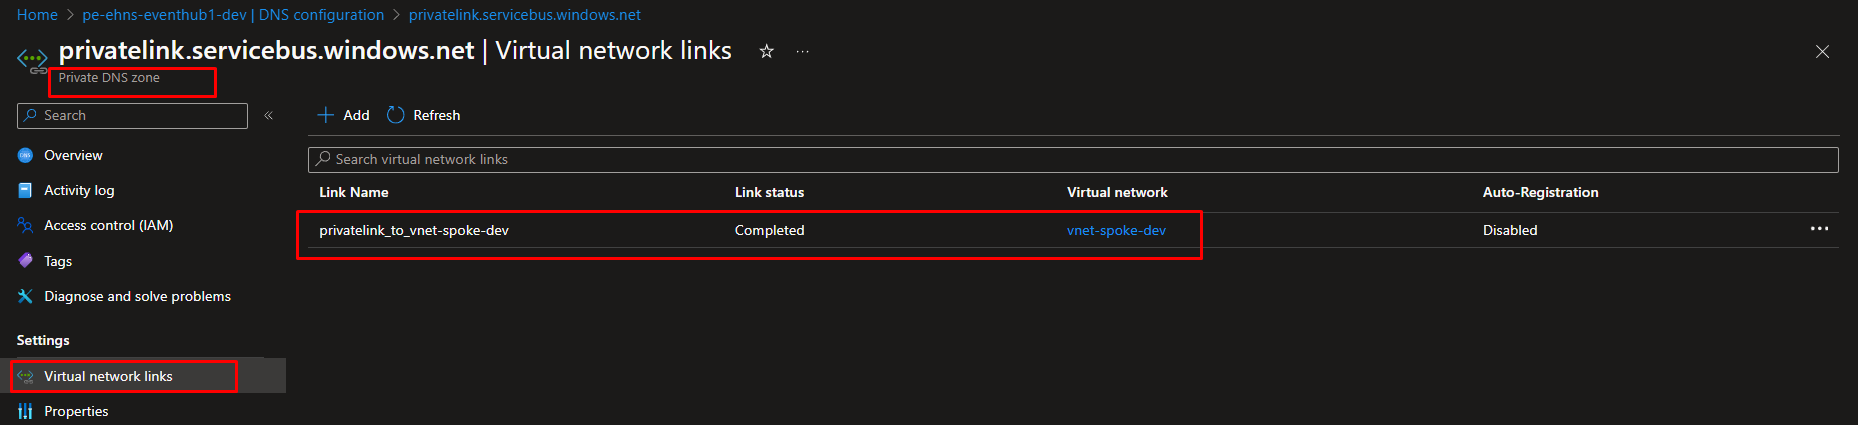 Home > pe-ehns-eventhub1-dev | DNS configuration > privatelink.servicebus.windows.net
privatelink.servicebus.windows.net | Virtual network links
Private DNS zone
Search
Add Refresh
Search virtual network links
Overview
Activity log
Access control (IAM)
Tags
Diagnose and solve problems
Settings
Virtual network links
Properties
Link Name Link status Virtual network Auto-Registration
privatelink_to_vnet-spoke-dev Completed vnet-spoke-dev Disabled